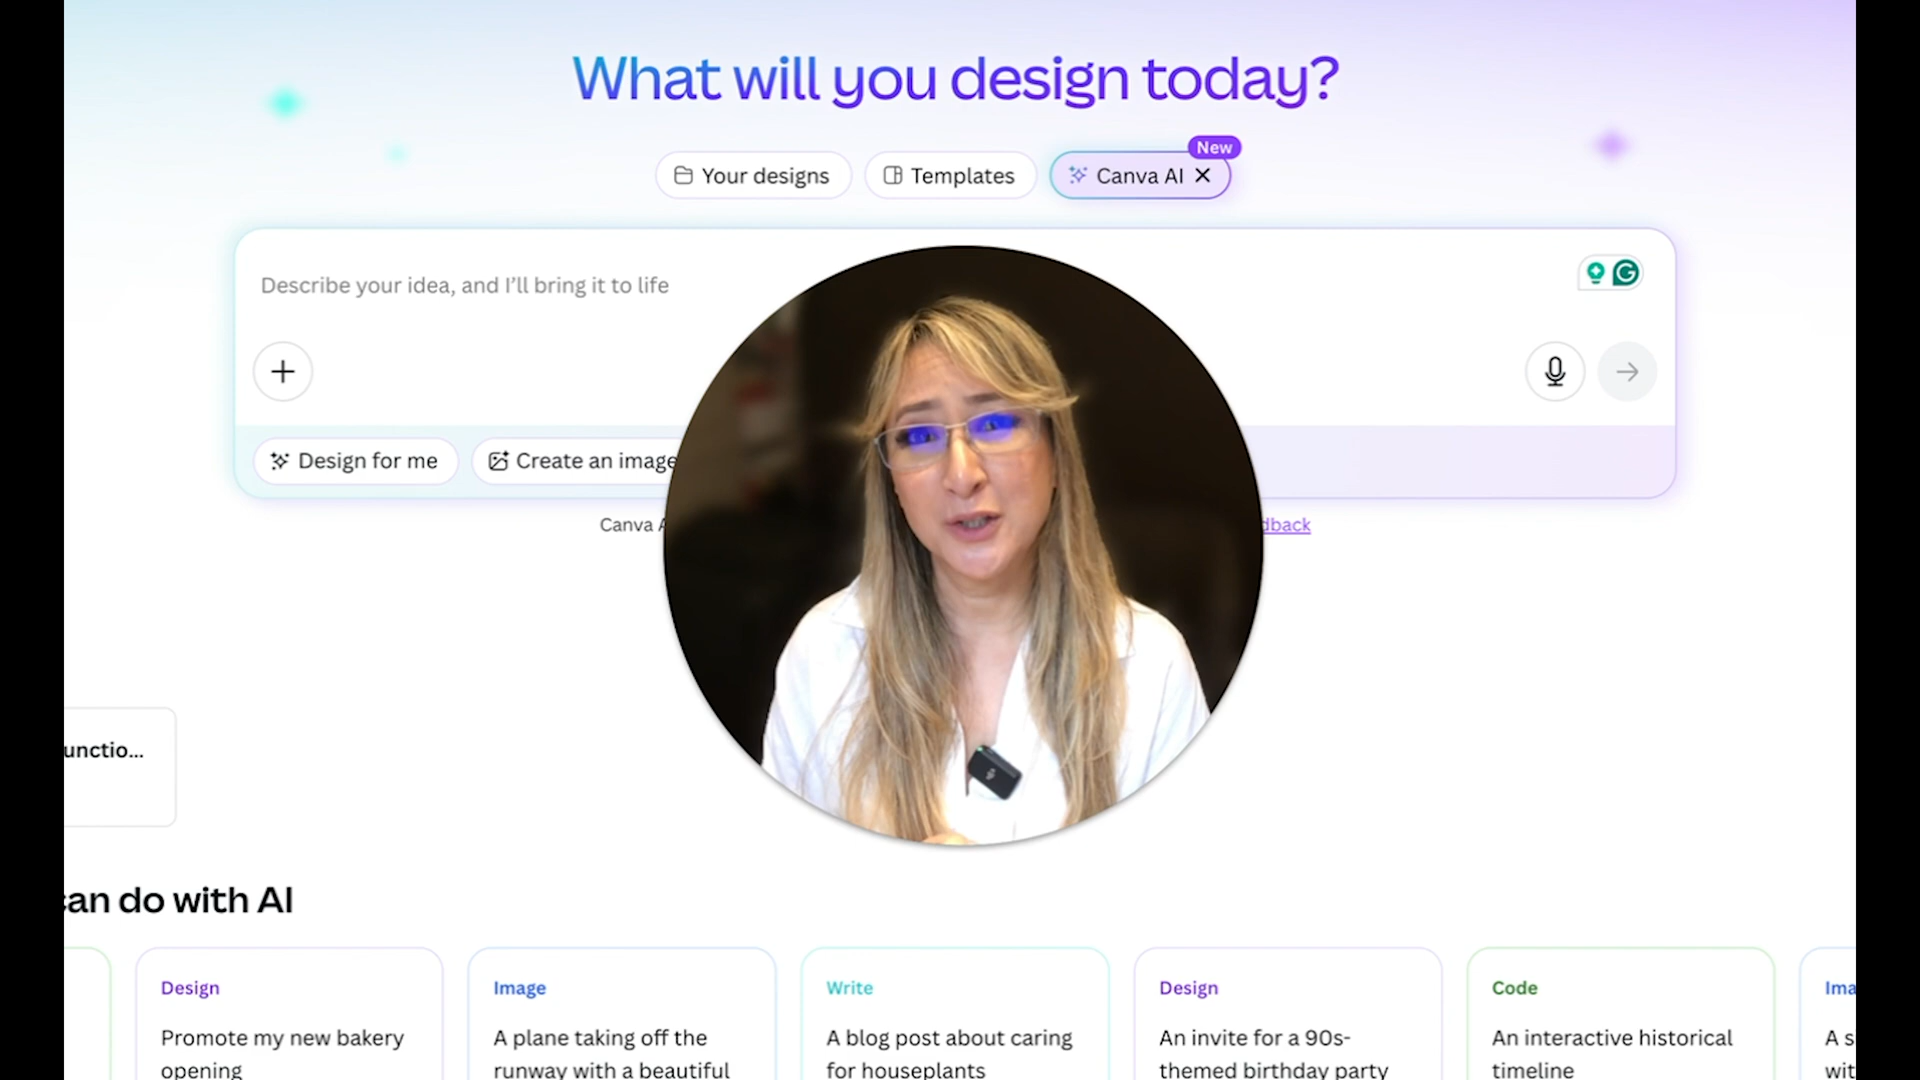 What will you design today?
New
Your designs
Templates
Canva AI
Describe your idea, and I'll bring it to life
Design for me
Create an image
Canva
dback
unctio...
can do with AI
Design
Promote my new bakery
opening
Image
A plane taking off the
runway with a beautiful
Write
A blog post about caring
for houseplants
Design
An invite for a 90s-
themed birthday party
Code
An interactive historical
timeline
Ima
A s
wit